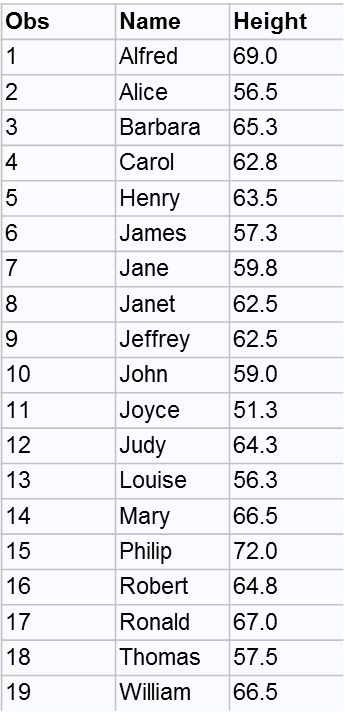 Obs Name Height
1 Alfred 69.0
2 Alice 56.5
3 Barbara 65.3
4 Carol 62.8
5 Henry 63.5
6 James 57.3
7 Jane 59.8
8 Janet 62.5
9 Jeffrey 62.5
10 John 59.0
11 Joyce 51.3
12 Judy 64.3
13 Louise 56.3
14 Mary 66.5
15 Philip 72.0
16 Robert 64.8
17 Ronald 67.0
18 Thomas 57.5
19 William 66.5